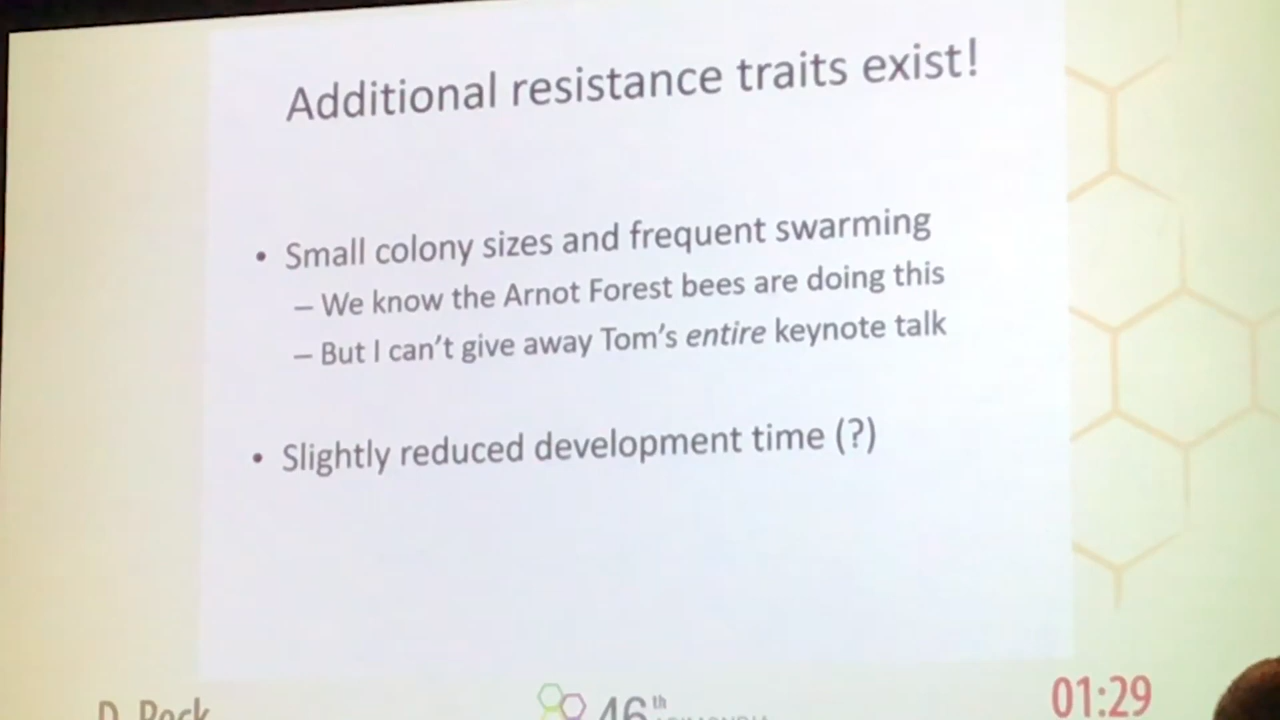 Additional resistance traits exist!
• Small colony sizes and frequent swarming
– We know the Arnot Forest bees are doing this
– But I can't give away Tom's entire keynote talk
• Slightly reduced development time (?)
D. Peck
46th
01:29